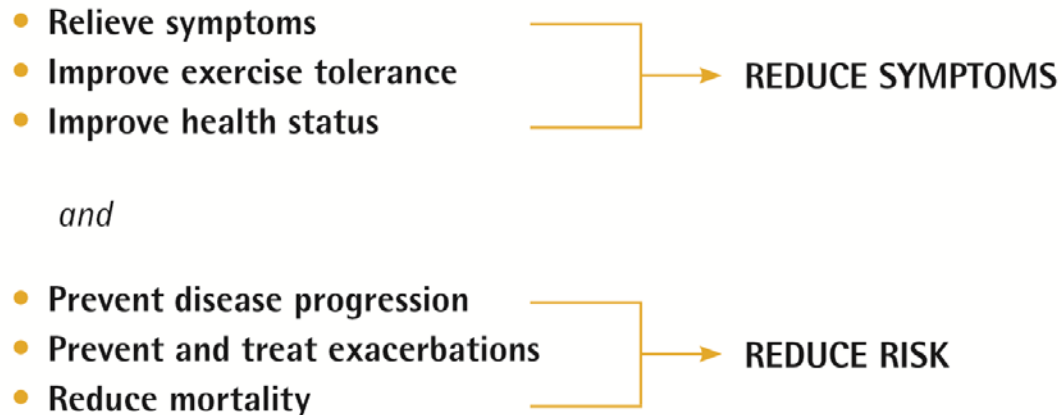 • Relieve symptoms
• Improve exercise tolerance
• Improve health status
REDUCE SYMPTOMS
and
• Prevent disease progression
• Prevent and treat exacerbations
• Reduce mortality
REDUCE RISK